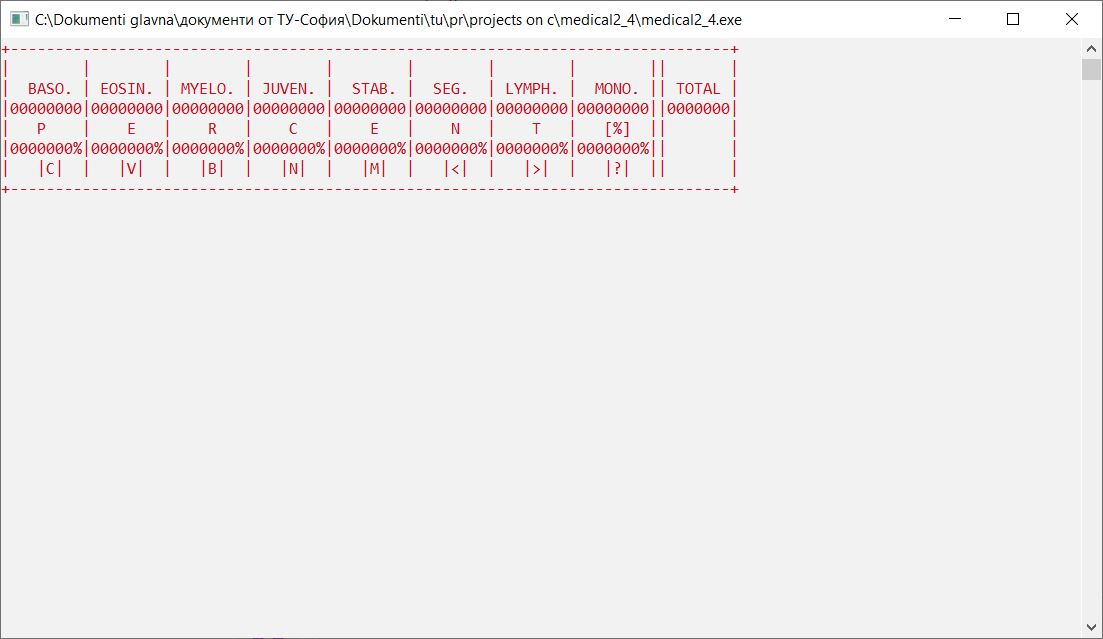 C:\Dokumenti glavna\документи от ТУ-София\Dokumenti\tu\pr\projects on c\medical2_4\medical2_4.exe
+--------------------------------------------------------------------------------+
|        |        |        |        |        |        |        |        ||       |
|  BASO. | EOSIN. | MYELO. | JUVEN. |  STAB. |  SEG.  | LYMPH. |  MONO. || TOTAL |
|00000000|00000000|00000000|00000000|00000000|00000000|00000000|00000000||0000000|
|   P    |    E   |    R   |    C   |    E   |    N   |    T   |   [%]  ||       |
|0000000%|0000000%|0000000%|0000000%|0000000%|0000000%|0000000%|0000000%||       |
|   |C|  |   |V|  |   |B|  |   |N|  |   |M|  |   |<|  |   |>|  |   |?|  ||       |
+--------------------------------------------------------------------------------+